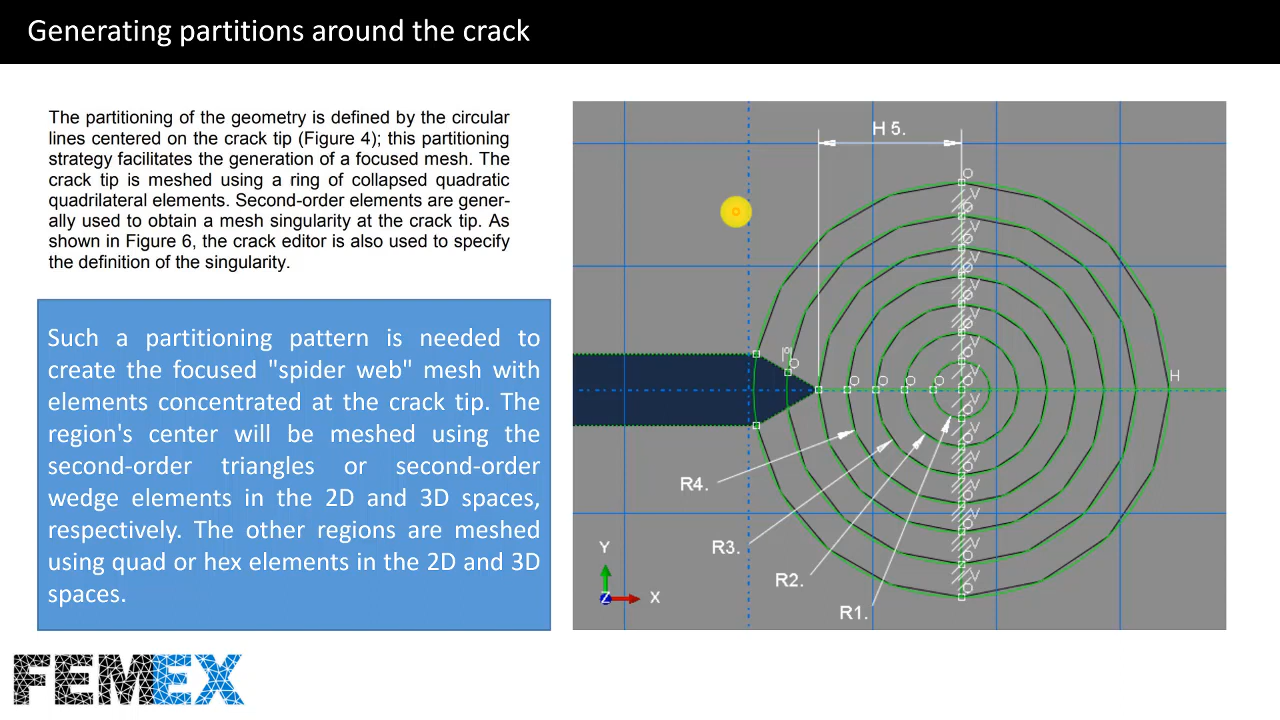 Generating partitions around the crack
The partitioning of the geometry is defined by the circular
lines centered on the crack tip (Figure 4); this partitioning
strategy facilitates the generation of a focused mesh. The
crack tip is meshed using a ring of collapsed quadratic
quadrilateral elements. Second-order elements are gener-
ally used to obtain a mesh singularity at the crack tip. As
shown in Figure 6, the crack editor is also used to specify
the definition of the singularity.
Such a partitioning pattern is needed to
create the focused "spider web" mesh with
elements concentrated at the crack tip. The
region's center will be meshed using the
second-order triangles or second-order
wedge elements in the 2D and 3D spaces,
respectively. The other regions are meshed
using quad or hex elements in the 2D and 3D
spaces.
H 5.
H
R4.
R3.
R2.
R1.
Y
Z
X
FEMEX